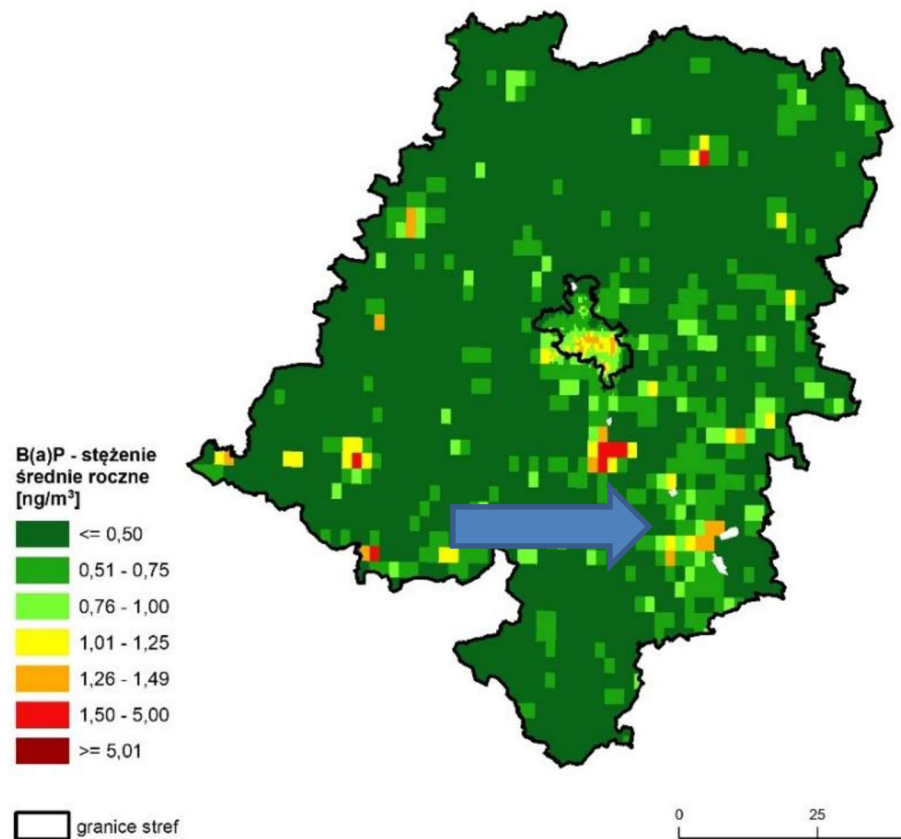 B(a)P - stężenie
średnie roczne
[ng/m³]
<= 0,50
0,51 - 0,75
0,76 - 1,00
1,01 - 1,25
1,26 - 1,49
1,50 - 5,00
>= 5,01
granice stref
0 25